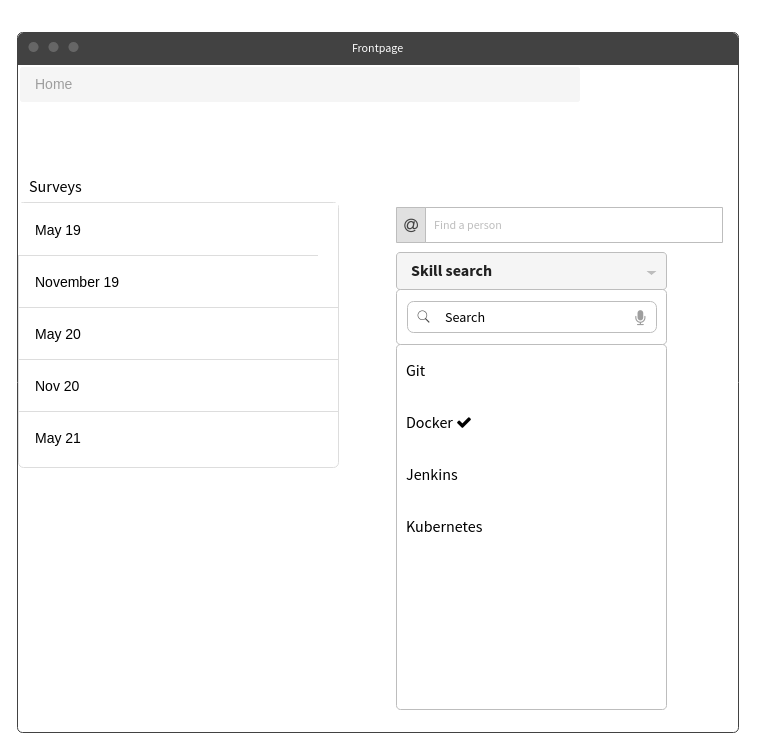 Frontpage
Home
Surveys
May 19
November 19
May 20
Nov 20
May 21
@ Find a person
Skill search
Search
Git
Docker ✔
Jenkins
Kubernetes